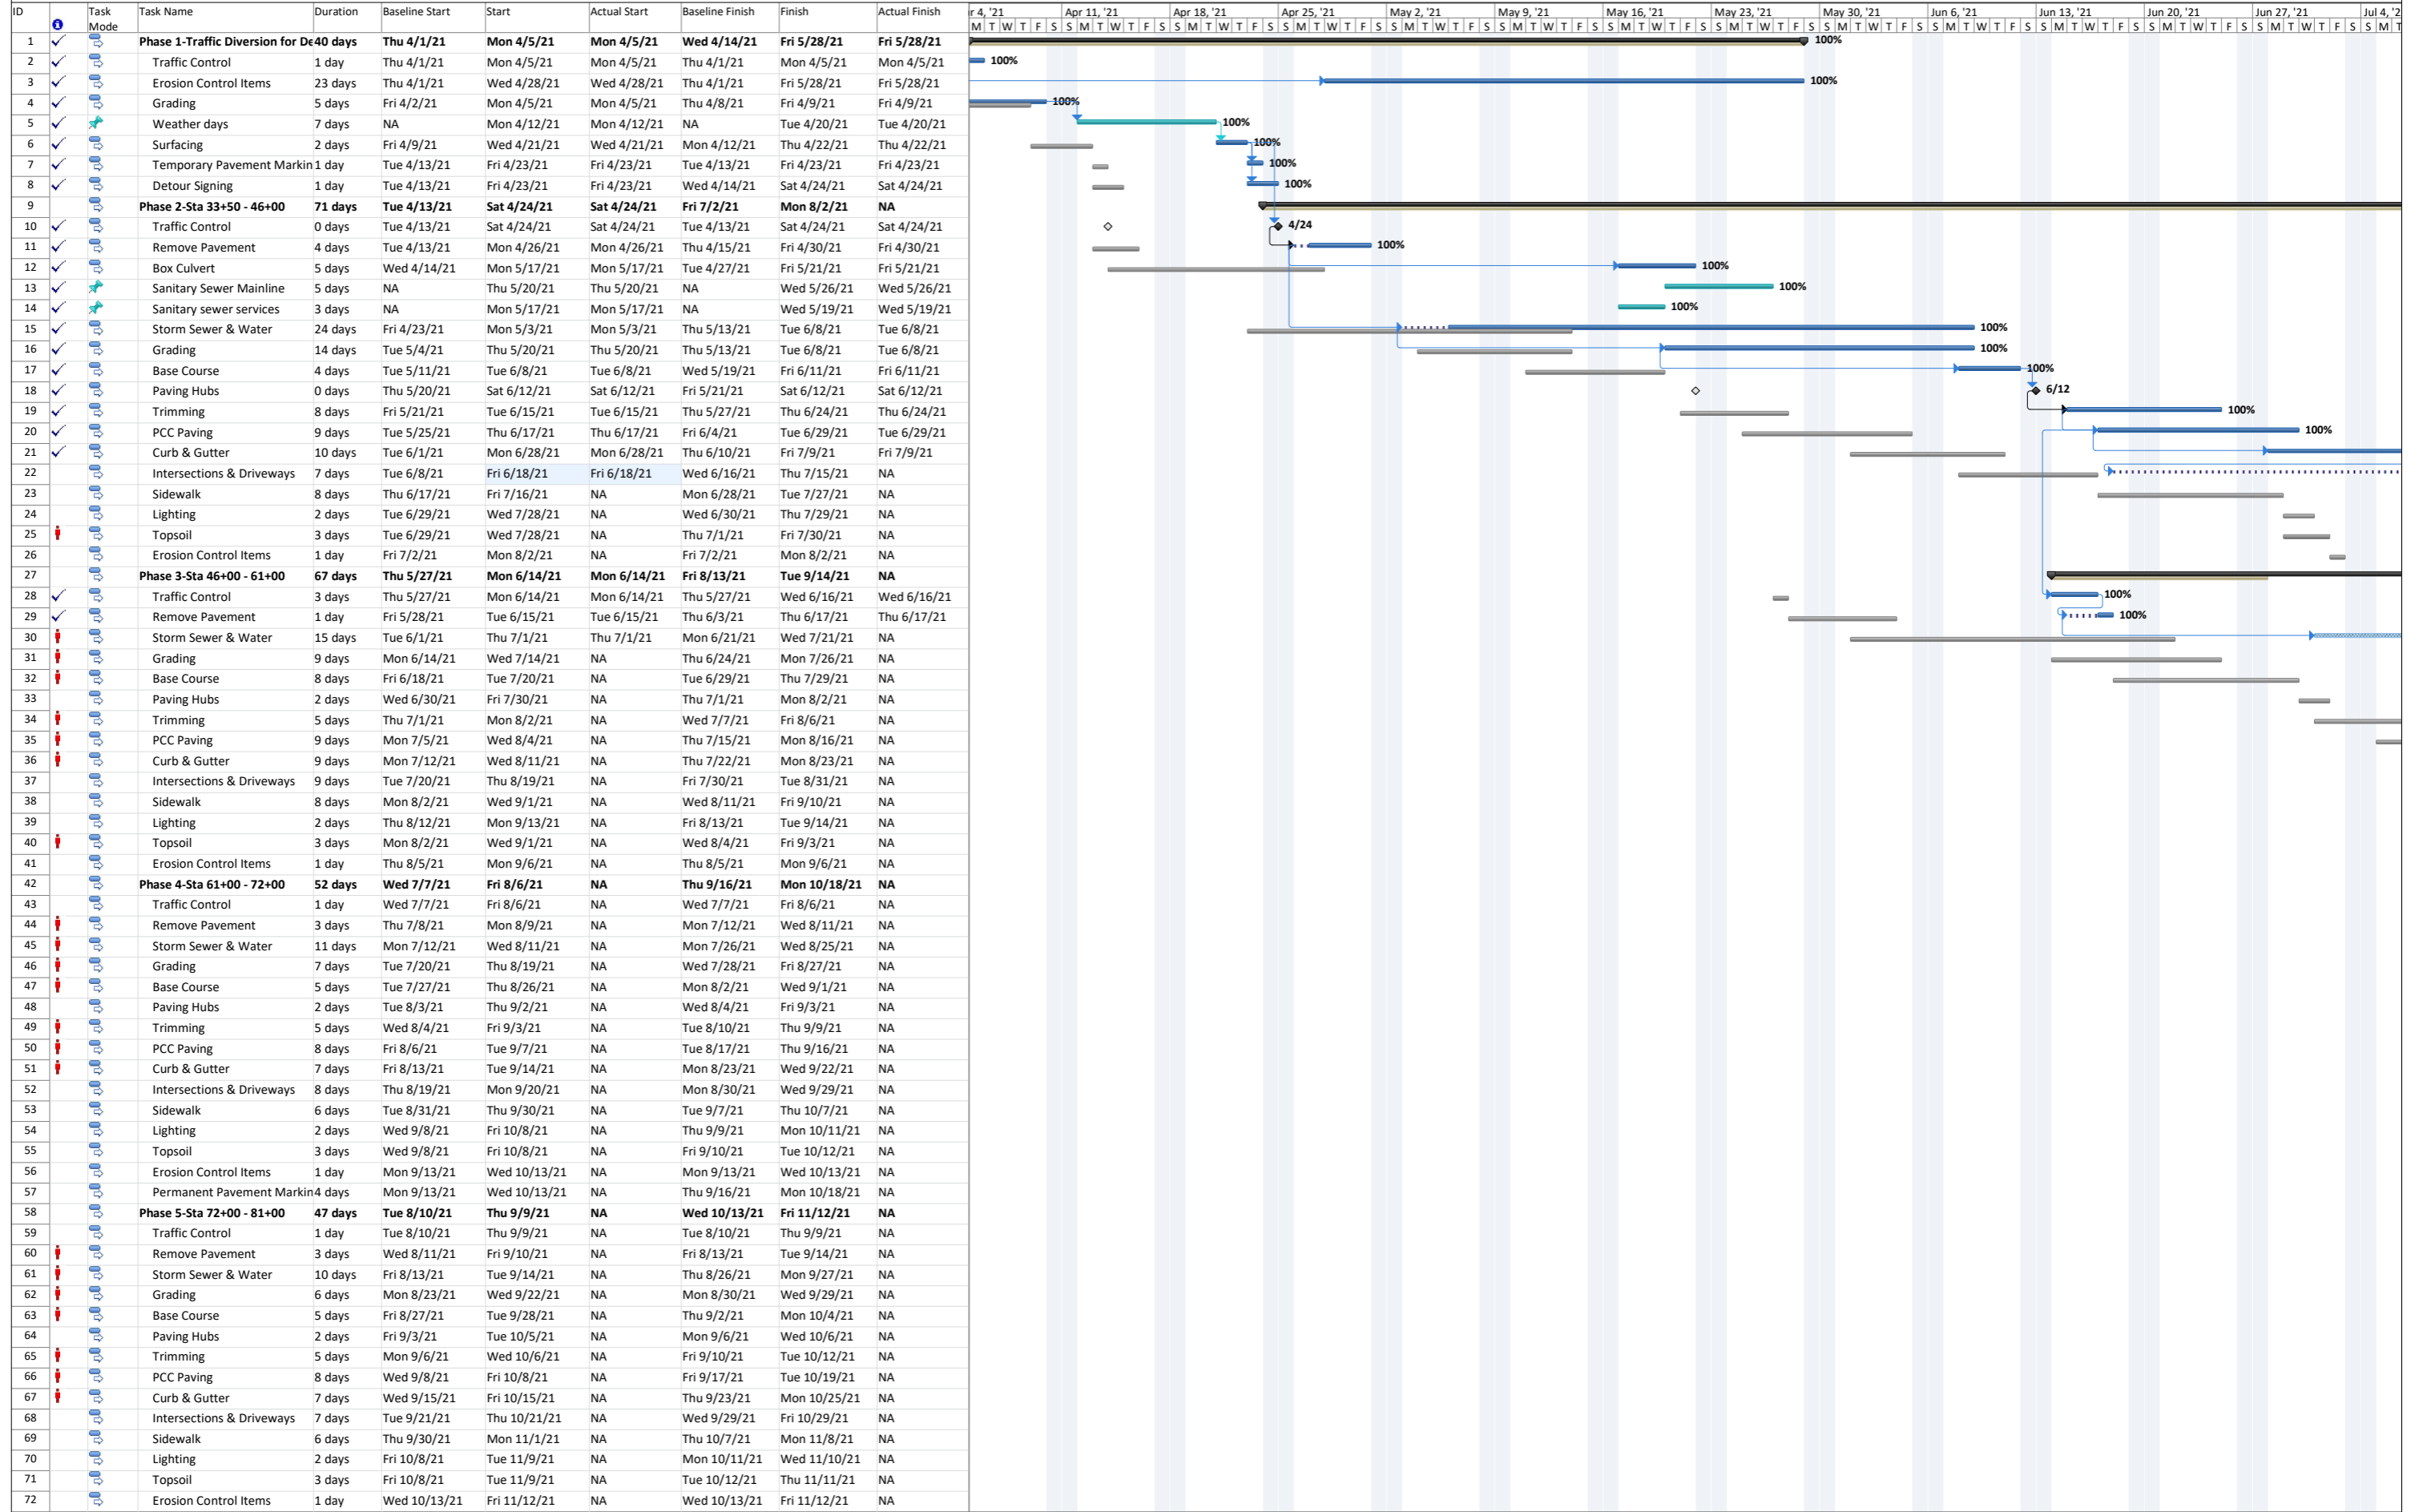 ID Task Mode Task Name Duration Baseline Start Start Actual Start Baseline Finish Finish Actual Finish
r 4, '21 Apr 11, '21 Apr 18, '21 Apr 25, '21 May 2, '21 May 9, '21 May 16, '21 May 23, '21 May 30, '21 Jun 6, '21 Jun 13, '21 Jun 20, '21 Jun 27, '21 Jul 4, '2
M T W T F S S M T W T F S S M T W T F S S M T W T F S S M T W T F S S M T W T F S S M T W T F S S M T W T F S S M T W T F S S M T W T F S S M T W T F S S M T W T F S S M T W T F S S M T
1 Phase 1-Traffic Diversion for De 40 days Thu 4/1/21 Mon 4/5/21 Mon 4/5/21 Wed 4/14/21 Fri 5/28/21 Fri 5/28/21 100%
2 Traffic Control 1 day Thu 4/1/21 Mon 4/5/21 Mon 4/5/21 Thu 4/1/21 Mon 4/5/21 Mon 4/5/21 100%
3 Erosion Control Items 23 days Thu 4/1/21 Wed 4/28/21 Wed 4/28/21 Thu 4/1/21 Fri 5/28/21 Fri 5/28/21 100%
4 Grading 5 days Fri 4/2/21 Mon 4/5/21 Mon 4/5/21 Thu 4/8/21 Fri 4/9/21 Fri 4/9/21 100%
5 Weather days 7 days NA Mon 4/12/21 Mon 4/12/21 NA Tue 4/20/21 Tue 4/20/21 100%
6 Surfacing 2 days Fri 4/9/21 Wed 4/21/21 Wed 4/21/21 Mon 4/12/21 Thu 4/22/21 Thu 4/22/21 100%
7 Temporary Pavement Markin 1 day Tue 4/13/21 Fri 4/23/21 Fri 4/23/21 Tue 4/13/21 Fri 4/23/21 Fri 4/23/21 100%
8 Detour Signing 1 day Tue 4/13/21 Fri 4/23/21 Fri 4/23/21 Wed 4/14/21 Sat 4/24/21 Sat 4/24/21 100%
9 Phase 2-Sta 33+50 - 46+00 71 days Tue 4/13/21 Sat 4/24/21 Sat 4/24/21 Fri 7/2/21 Mon 8/2/21 NA
10 Traffic Control 0 days Tue 4/13/21 Sat 4/24/21 Sat 4/24/21 Tue 4/13/21 Sat 4/24/21 Sat 4/24/21 4/24
11 Remove Pavement 4 days Tue 4/13/21 Mon 4/26/21 Mon 4/26/21 Thu 4/15/21 Fri 4/30/21 Fri 4/30/21 100%
12 Box Culvert 5 days Wed 4/14/21 Mon 5/17/21 Mon 5/17/21 Tue 4/27/21 Fri 5/21/21 Fri 5/21/21 100%
13 Sanitary Sewer Mainline 5 days NA Thu 5/20/21 Thu 5/20/21 NA Wed 5/26/21 Wed 5/26/21 100%
14 Sanitary sewer services 3 days NA Mon 5/17/21 Mon 5/17/21 NA Wed 5/19/21 Wed 5/19/21 100%
15 Storm Sewer & Water 24 days Fri 4/23/21 Mon 5/3/21 Mon 5/3/21 Thu 5/13/21 Tue 6/8/21 Tue 6/8/21 100%
16 Grading 14 days Tue 5/4/21 Thu 5/20/21 Thu 5/20/21 Thu 5/13/21 Tue 6/8/21 Tue 6/8/21 100%
17 Base Course 4 days Tue 5/11/21 Tue 6/8/21 Tue 6/8/21 Wed 5/19/21 Fri 6/11/21 Fri 6/11/21 100%
18 Paving Hubs 0 days Thu 5/20/21 Sat 6/12/21 Sat 6/12/21 Fri 5/21/21 Sat 6/12/21 Sat 6/12/21 6/12
19 Trimming 8 days Fri 5/21/21 Tue 6/15/21 Tue 6/15/21 Thu 5/27/21 Thu 6/24/21 Thu 6/24/21 100%
20 PCC Paving 9 days Tue 5/25/21 Thu 6/17/21 Thu 6/17/21 Fri 6/4/21 Tue 6/29/21 Tue 6/29/21 100%
21 Curb & Gutter 10 days Tue 6/1/21 Mon 6/28/21 Mon 6/28/21 Thu 6/10/21 Fri 7/9/21 Fri 7/9/21
22 Intersections & Driveways 7 days Tue 6/8/21 Fri 6/18/21 Fri 6/18/21 Wed 6/16/21 Thu 7/15/21 NA
23 Sidewalk 8 days Thu 6/17/21 Fri 7/16/21 NA Mon 6/28/21 Tue 7/27/21 NA
24 Lighting 2 days Tue 6/29/21 Wed 7/28/21 NA Wed 6/30/21 Thu 7/29/21 NA
25 Topsoil 3 days Tue 6/29/21 Wed 7/28/21 NA Thu 7/1/21 Fri 7/30/21 NA
26 Erosion Control Items 1 day Fri 7/2/21 Mon 8/2/21 NA Fri 7/2/21 Mon 8/2/21 NA
27 Phase 3-Sta 46+00 - 61+00 67 days Thu 5/27/21 Mon 6/14/21 Mon 6/14/21 Fri 8/13/21 Tue 9/14/21 NA
28 Traffic Control 3 days Thu 5/27/21 Mon 6/14/21 Mon 6/14/21 Thu 5/27/21 Wed 6/16/21 Wed 6/16/21 100%
29 Remove Pavement 1 day Fri 5/28/21 Tue 6/15/21 Tue 6/15/21 Thu 6/3/21 Thu 6/17/21 Thu 6/17/21 100%
30 Storm Sewer & Water 15 days Tue 6/1/21 Thu 7/1/21 Thu 7/1/21 Mon 6/21/21 Wed 7/21/21 NA
31 Grading 9 days Mon 6/14/21 Wed 7/14/21 NA Thu 6/24/21 Mon 7/26/21 NA
32 Base Course 8 days Fri 6/18/21 Tue 7/20/21 NA Tue 6/29/21 Thu 7/29/21 NA
33 Paving Hubs 2 days Wed 6/30/21 Fri 7/30/21 NA Thu 7/1/21 Mon 8/2/21 NA
34 Trimming 5 days Thu 7/1/21 Mon 8/2/21 NA Wed 7/7/21 Fri 8/6/21 NA
35 PCC Paving 9 days Mon 7/5/21 Wed 8/4/21 NA Thu 7/15/21 Mon 8/16/21 NA
36 Curb & Gutter 9 days Mon 7/12/21 Wed 8/11/21 NA Thu 7/22/21 Mon 8/23/21 NA
37 Intersections & Driveways 9 days Tue 7/20/21 Thu 8/19/21 NA Fri 7/30/21 Tue 8/31/21 NA
38 Sidewalk 8 days Mon 8/2/21 Wed 9/1/21 NA Wed 8/11/21 Fri 9/10/21 NA
39 Lighting 2 days Thu 8/12/21 Mon 9/13/21 NA Fri 8/13/21 Tue 9/14/21 NA
40 Topsoil 3 days Mon 8/2/21 Wed 9/1/21 NA Wed 8/4/21 Fri 9/3/21 NA
41 Erosion Control Items 1 day Thu 8/5/21 Mon 9/6/21 NA Thu 8/5/21 Mon 9/6/21 NA
42 Phase 4-Sta 61+00 - 72+00 52 days Wed 7/7/21 Fri 8/6/21 NA Thu 9/16/21 Mon 10/18/21 NA
43 Traffic Control 1 day Wed 7/7/21 Fri 8/6/21 NA Wed 7/7/21 Fri 8/6/21 NA
44 Remove Pavement 3 days Thu 7/8/21 Mon 8/9/21 NA Mon 7/12/21 Wed 8/11/21 NA
45 Storm Sewer & Water 11 days Mon 7/12/21 Wed 8/11/21 NA Mon 7/26/21 Wed 8/25/21 NA
46 Grading 7 days Tue 7/20/21 Thu 8/19/21 NA Wed 7/28/21 Fri 8/27/21 NA
47 Base Course 5 days Tue 7/27/21 Thu 8/26/21 NA Mon 8/2/21 Wed 9/1/21 NA
48 Paving Hubs 2 days Tue 8/3/21 Thu 9/2/21 NA Wed 8/4/21 Fri 9/3/21 NA
49 Trimming 5 days Wed 8/4/21 Fri 9/3/21 NA Tue 8/10/21 Thu 9/9/21 NA
50 PCC Paving 8 days Fri 8/6/21 Tue 9/7/21 NA Tue 8/17/21 Thu 9/16/21 NA
51 Curb & Gutter 7 days Fri 8/13/21 Tue 9/14/21 NA Mon 8/23/21 Wed 9/22/21 NA
52 Intersections & Driveways 8 days Thu 8/19/21 Mon 9/20/21 NA Mon 8/30/21 Wed 9/29/21 NA
53 Sidewalk 6 days Tue 8/31/21 Thu 9/30/21 NA Tue 9/7/21 Thu 10/7/21 NA
54 Lighting 2 days Wed 9/8/21 Fri 10/8/21 NA Thu 9/9/21 Mon 10/11/21 NA
55 Topsoil 3 days Wed 9/8/21 Fri 10/8/21 NA Fri 9/10/21 Tue 10/12/21 NA
56 Erosion Control Items 1 day Mon 9/13/21 Wed 10/13/21 NA Mon 9/13/21 Wed 10/13/21 NA
57 Permanent Pavement Markin 4 days Mon 9/13/21 Wed 10/13/21 NA Thu 9/16/21 Mon 10/18/21 NA
58 Phase 5-Sta 72+00 - 81+00 47 days Tue 8/10/21 Thu 9/9/21 NA Wed 10/13/21 Fri 11/12/21 NA
59 Traffic Control 1 day Tue 8/10/21 Thu 9/9/21 NA Tue 8/10/21 Thu 9/9/21 NA
60 Remove Pavement 3 days Wed 8/11/21 Fri 9/10/21 NA Fri 8/13/21 Tue 9/14/21 NA
61 Storm Sewer & Water 10 days Fri 8/13/21 Tue 9/14/21 NA Thu 8/26/21 Mon 9/27/21 NA
62 Grading 6 days Mon 8/23/21 Wed 9/22/21 NA Mon 8/30/21 Wed 9/29/21 NA
63 Base Course 5 days Fri 8/27/21 Tue 9/28/21 NA Thu 9/2/21 Mon 10/4/21 NA
64 Paving Hubs 2 days Fri 9/3/21 Tue 10/5/21 NA Mon 9/6/21 Wed 10/6/21 NA
65 Trimming 5 days Mon 9/6/21 Wed 10/6/21 NA Fri 9/10/21 Tue 10/12/21 NA
66 PCC Paving 8 days Wed 9/8/21 Fri 10/8/21 NA Fri 9/17/21 Tue 10/19/21 NA
67 Curb & Gutter 7 days Wed 9/15/21 Fri 10/15/21 NA Thu 9/23/21 Mon 10/25/21 NA
68 Intersections & Driveways 7 days Tue 9/21/21 Thu 10/21/21 NA Wed 9/29/21 Fri 10/29/21 NA
69 Sidewalk 6 days Thu 9/30/21 Mon 11/1/21 NA Thu 10/7/21 Mon 11/8/21 NA
70 Lighting 2 days Fri 10/8/21 Tue 11/9/21 NA Mon 10/11/21 Wed 11/10/21 NA
71 Topsoil 3 days Fri 10/8/21 Tue 11/9/21 NA Tue 10/12/21 Thu 11/11/21 NA
72 Erosion Control Items 1 day Wed 10/13/21 Fri 11/12/21 NA Wed 10/13/21 Fri 11/12/21 NA